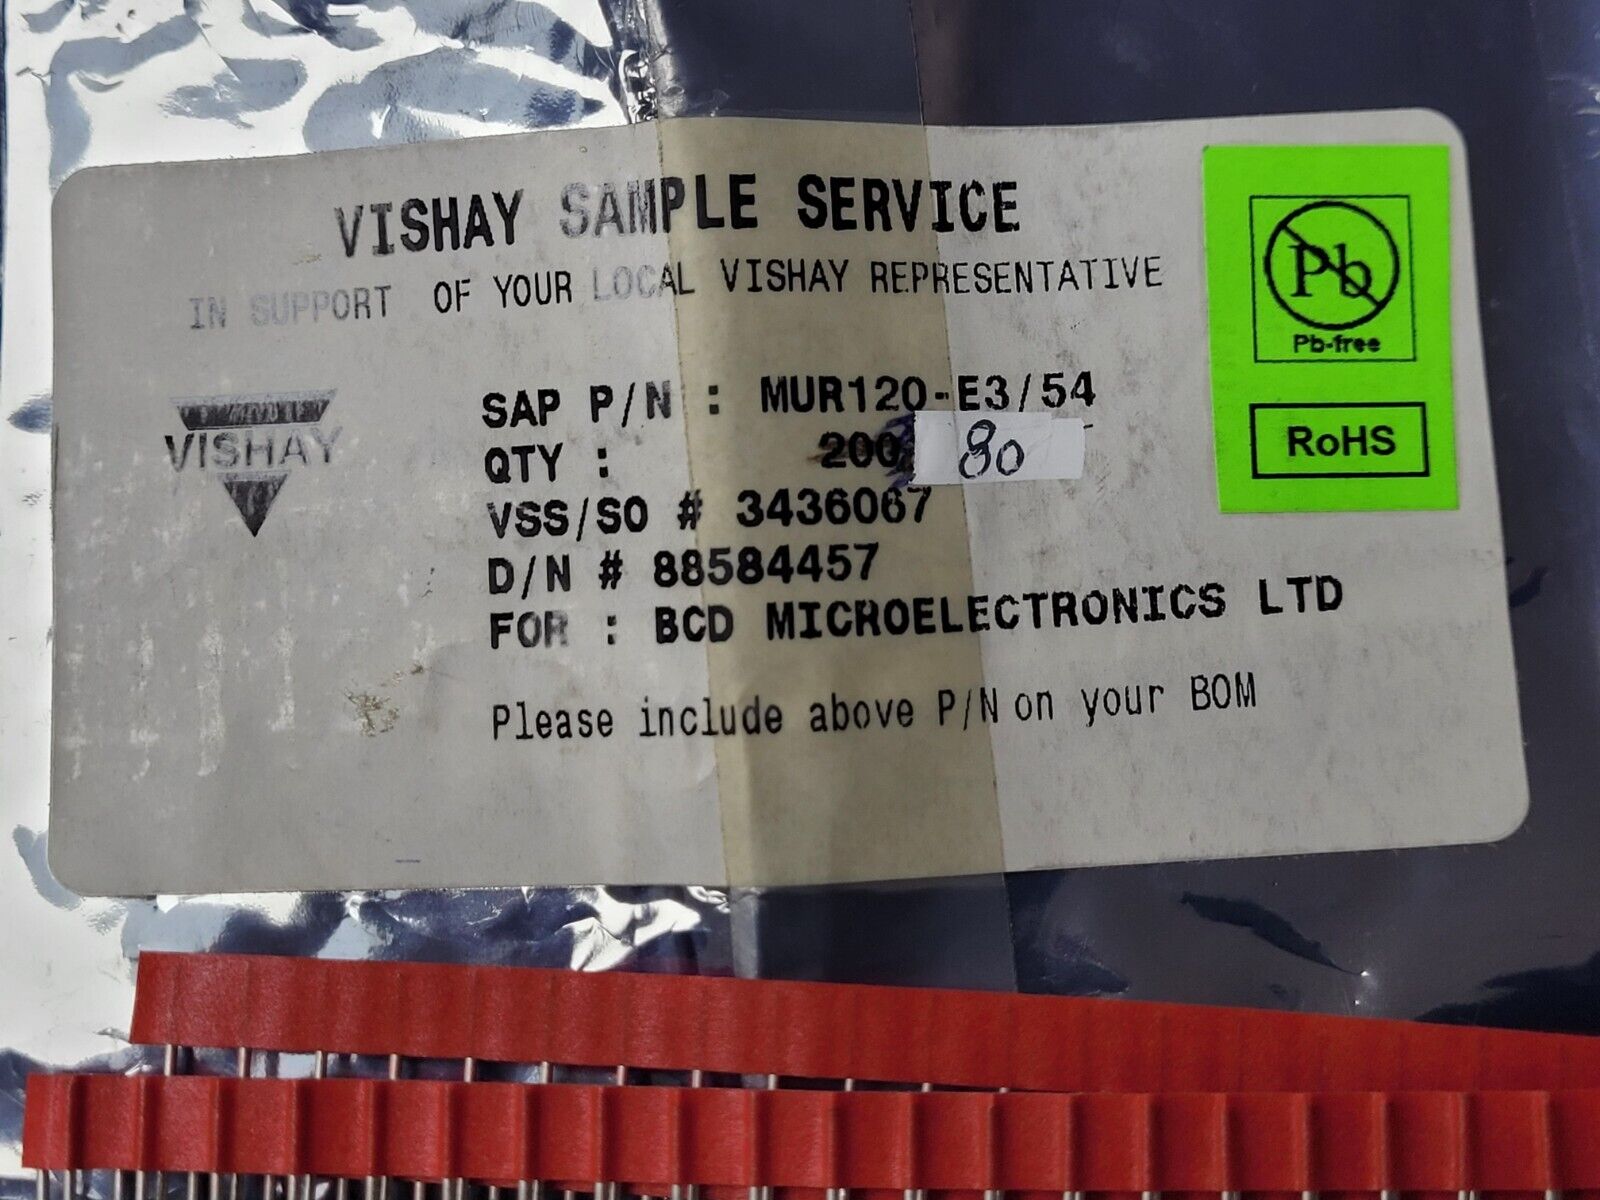 VISHAY SAMPLE SERVICE
IN SUPPORT OF YOUR LOCAL VISHAY REPRESENTATIVE
VISHAY
SAP P/N : MUR120-E3/54
QTY : 200 80
VSS/SO # 3436067
D/N # 88584457
FOR : BCD MICROELECTRONICS LTD
Please include above P/N on your BOM
Pb
Pb-free
RoHS